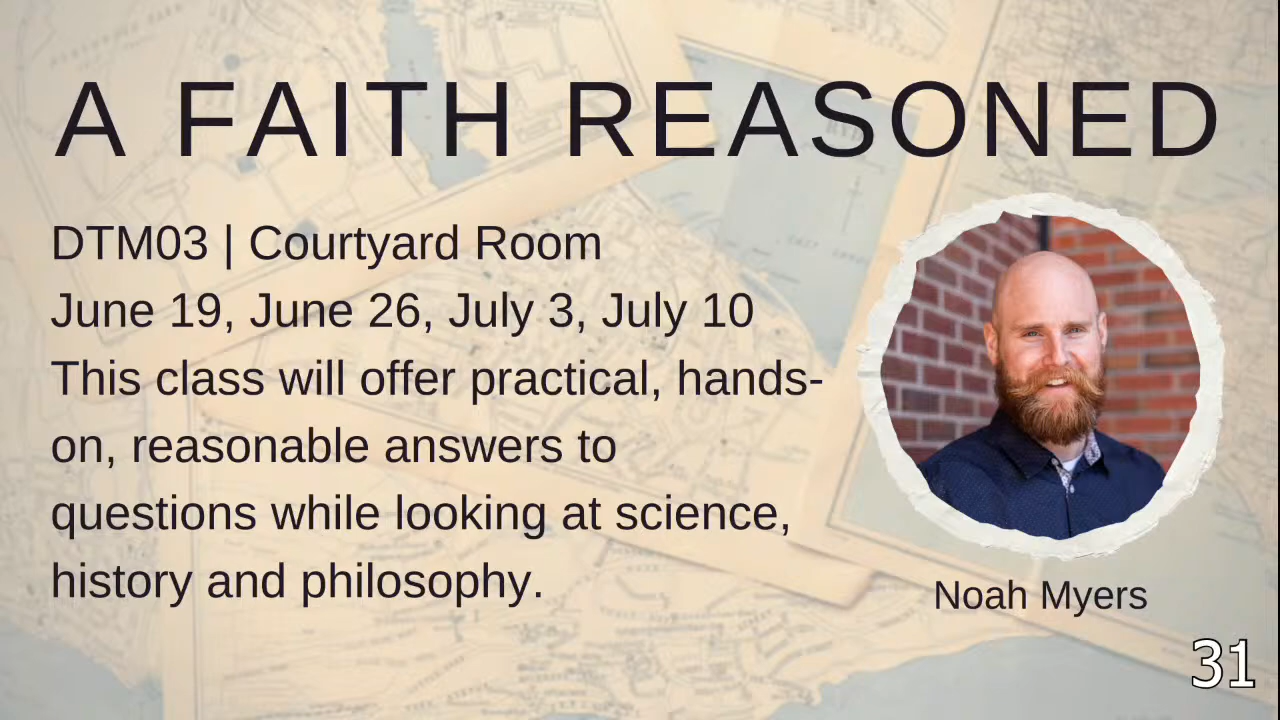 A FAITH REASONED
DTM03 | Courtyard Room
June 19, June 26, July 3, July 10
This class will offer practical, hands-
on, reasonable answers to
questions while looking at science,
history and philosophy.
Noah Myers
31